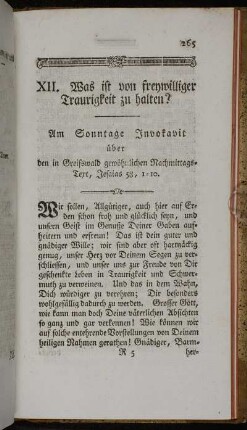 265
XII. Was ist von freywilliger
Traurigkeit zu halten?
Am Sonntage Invokavit
über
den in Greifswald gewöhnlichen Nachmittags-
Text, Jesaias 58, 1-10.
Wir sollen, Allgütiger, auch hier auf Er-
den schon froh und glücklich seyn, und
unsern Geist im Genusse Deiner Gaben auf-
heitern und erfreun! Das ist dein guter und
gnädiger Wille; wir sind aber oft hartnäckig
genug, unser Herz vor Deinem Segen zu ver-
schliessen, und unser uns zur Freude von Dir
geschenkte Leben in Traurigkeit und Schwer-
muth zu verweinen. Und das in dem Wahn,
Dich würdiger zu verehren; Dir besonders
wohlgefällig dadurch zu werden. Grosser Gott,
wie kann man doch Deine väterlichen Absichten
so ganz und gar verkennen! Wie können wir
auf solche entehrende Vorstellungen von Deinem
heiligen Nahmen gerathen! Gnädiger, Barm-
R 5 her-